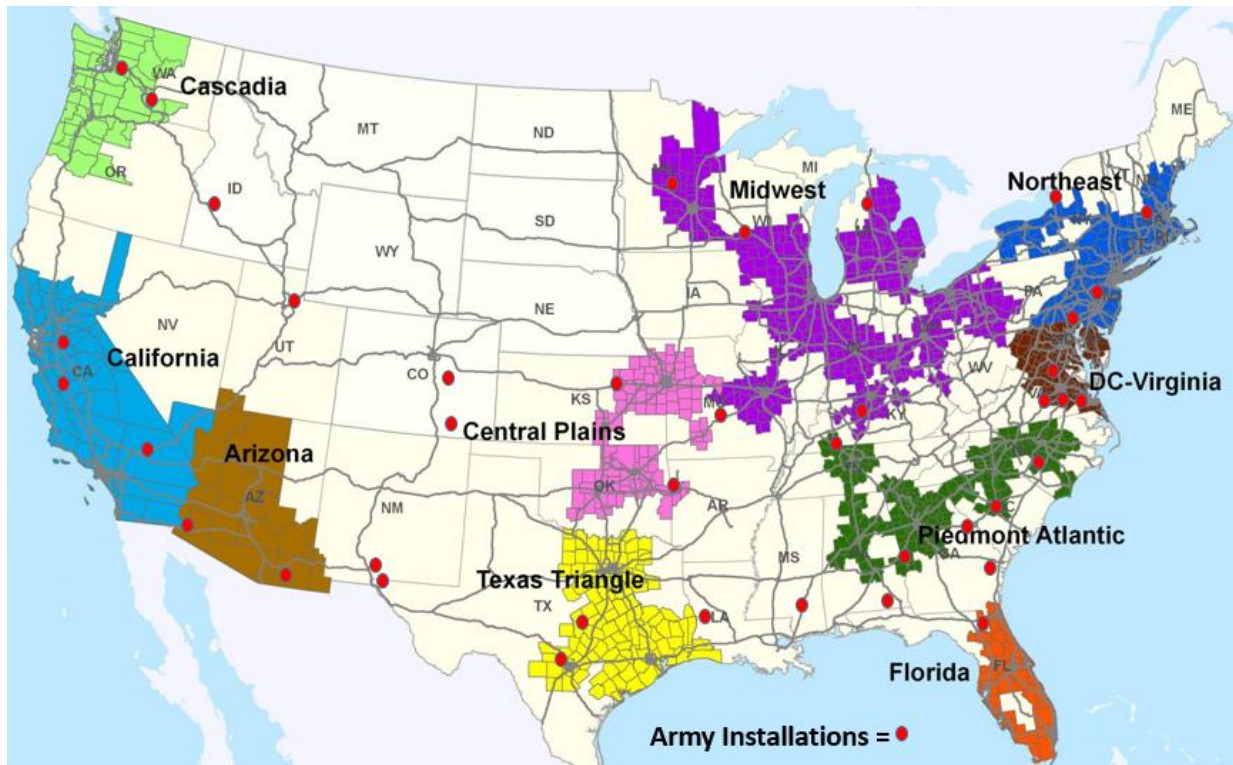 WA
Cascadia
OR
ID
MT
ND
SD
WY
NE
NV
UT
CO
CA
California
Arizona
AZ
NM
KS
Central Plains
OK
MO
AR
Texas Triangle
TX
LA
MS
IA
WI
MI
Midwest
KY
WV
PA
ME
Northeast
NY
DC-Virginia
Piedmont Atlantic
GA
Florida
FL
Army Installations =